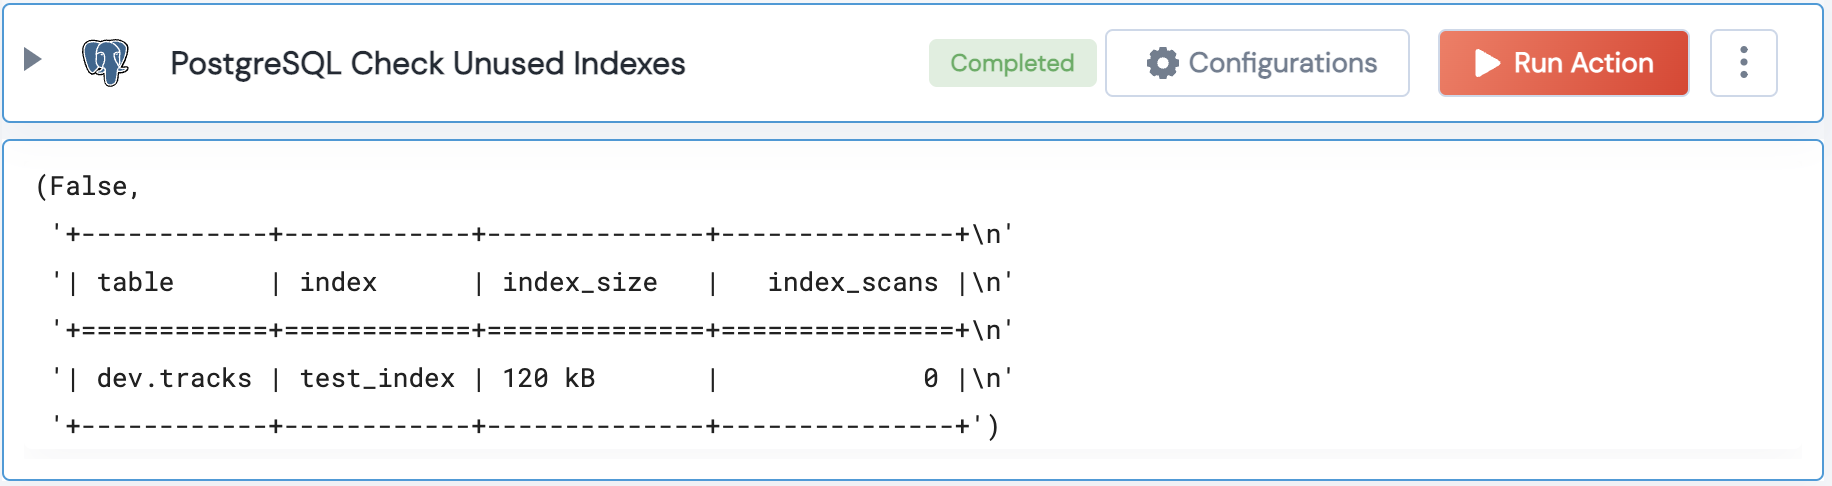 PostgreSQL Check Unused Indexes Completed Configurations Run Action
(False,
 '+------------+------------+--------------+---------------+\n'
 '| table      | index      | index_size   |   index_scans |\n'
 '+============+============+==============+===============+\n'
 '| dev.tracks | test_index | 120 kB       |             0 |\n'
 '+------------+------------+--------------+---------------+')